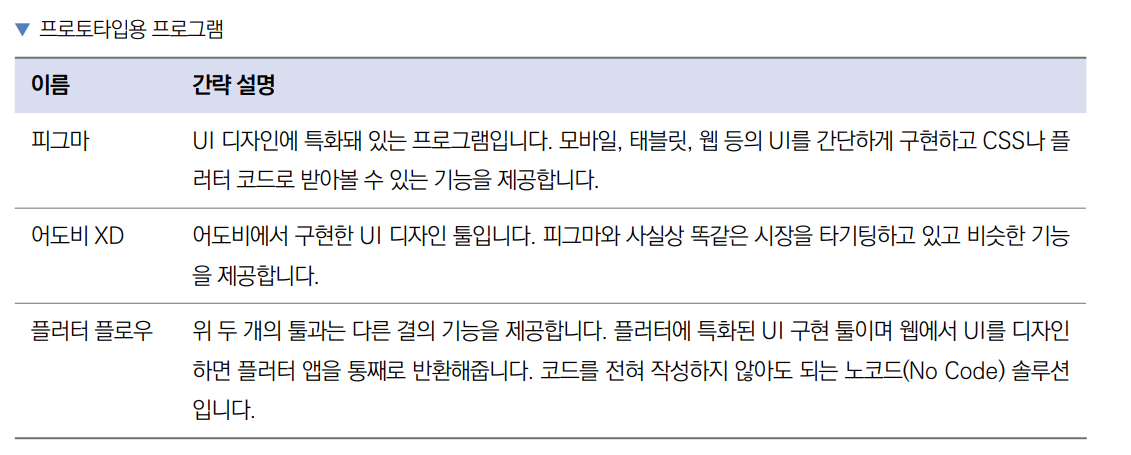 ▼ 프로토타입용 프로그램
이름 간략 설명
피그마 UI 디자인에 특화돼 있는 프로그램입니다. 모바일, 태블릿, 웹 등의 UI를 간단하게 구현하고 CSS나 플
러터 코드로 받아볼 수 있는 기능을 제공합니다.
어도비 XD 어도비에서 구현한 UI 디자인 툴입니다. 피그마와 사실상 똑같은 시장을 타기팅하고 있고 비슷한 기능
을 제공합니다.
플러터 플로우 위 두 개의 툴과는 다른 결의 기능을 제공합니다. 플러터에 특화된 UI 구현 툴이며 웹에서 UI를 디자인
하면 플러터 앱을 통째로 반환해줍니다. 코드를 전혀 작성하지 않아도 되는 노코드(No Code) 솔루션
입니다.